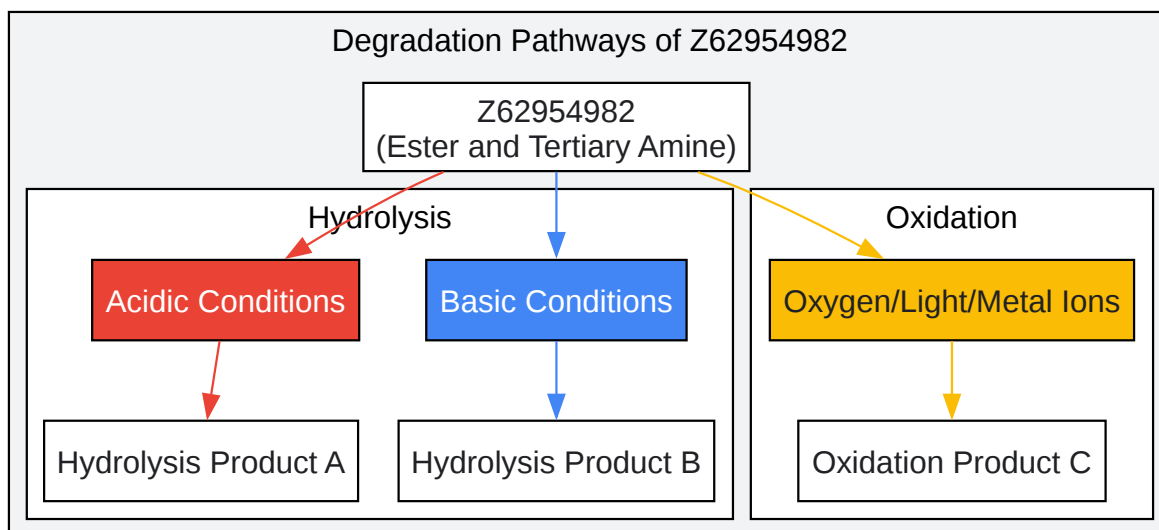 Degradation Pathways of Z62954982
Z62954982
(Ester and Tertiary Amine)
Hydrolysis
Oxidation
Acidic Conditions
Basic Conditions
Oxygen/Light/Metal Ions
Hydrolysis Product A
Hydrolysis Product B
Oxidation Product C